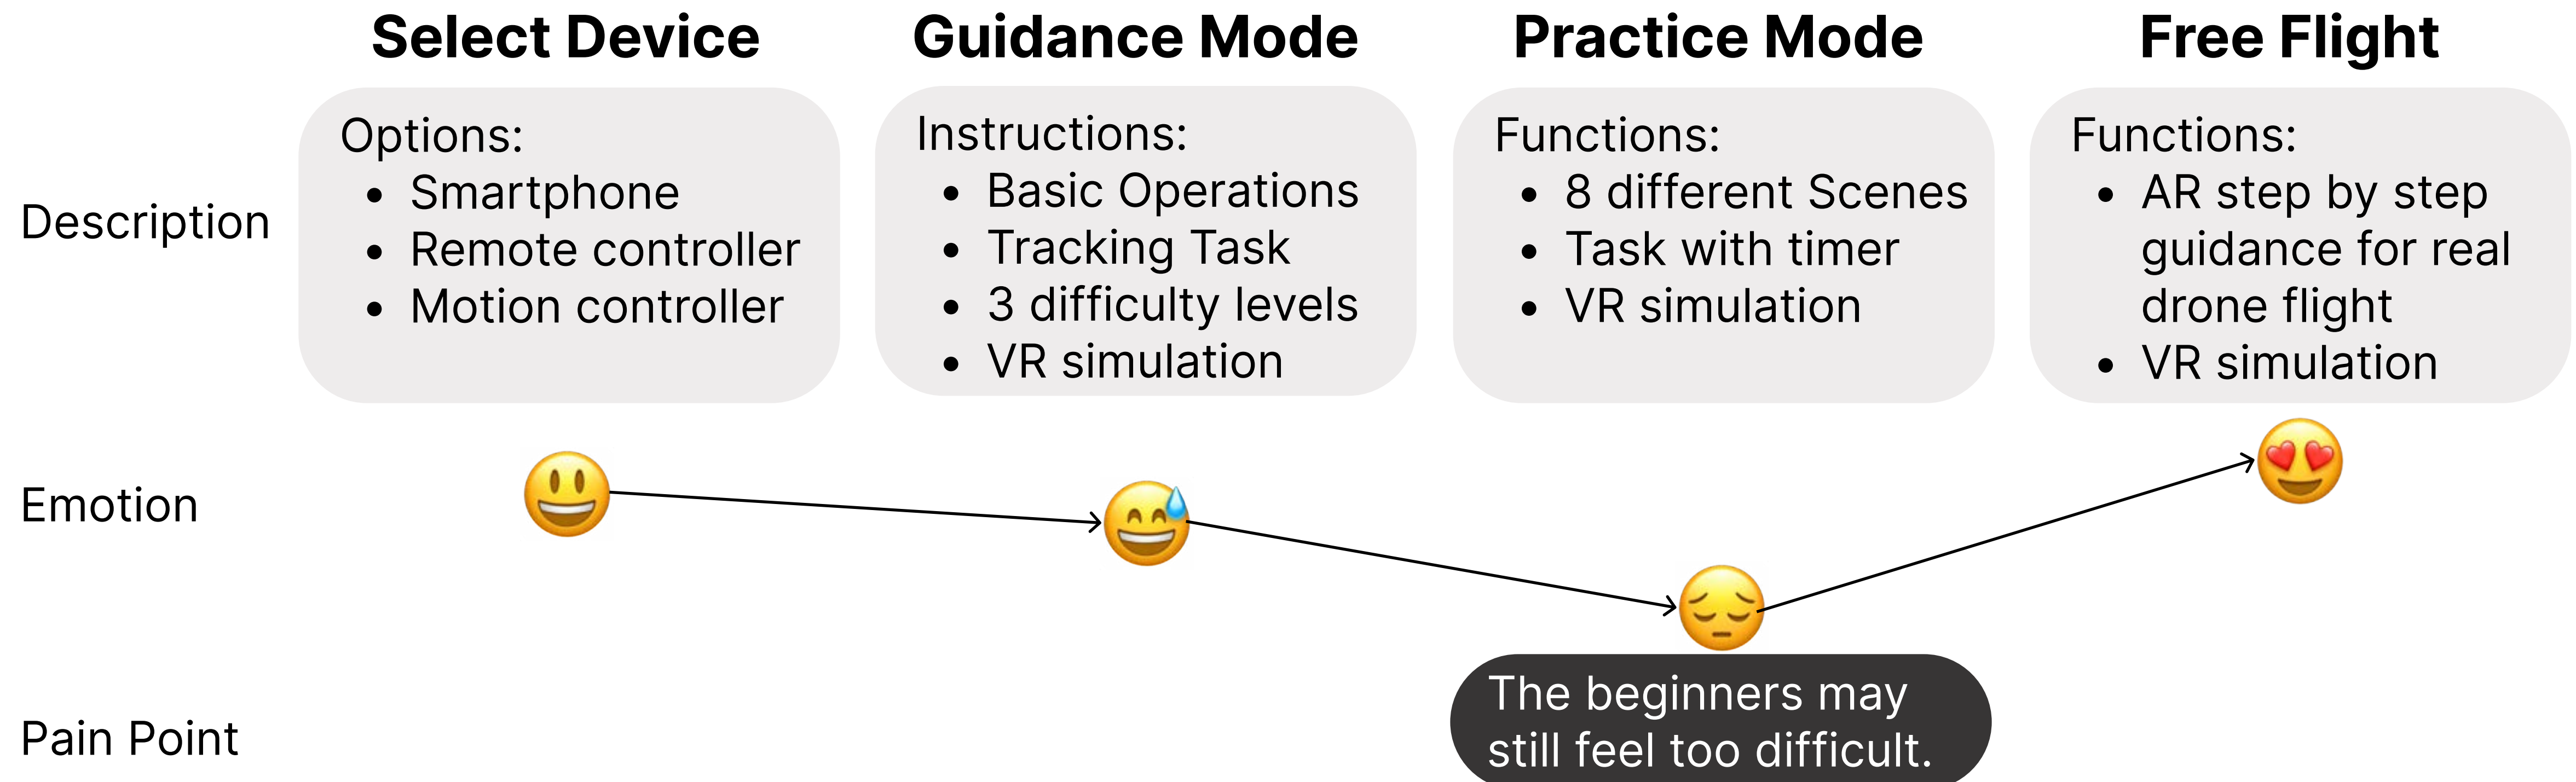 Select Device
Guidance Mode
Practice Mode
Free Flight
Description
Options:
• Smartphone
• Remote controller
• Motion controller
Instructions:
• Basic Operations
• Tracking Task
• 3 difficulty levels
• VR simulation
Functions:
• 8 different Scenes
• Task with timer
• VR simulation
Functions:
• AR step by step
guidance for real
drone flight
• VR simulation
Emotion
Pain Point
The beginners may
still feel too difficult.